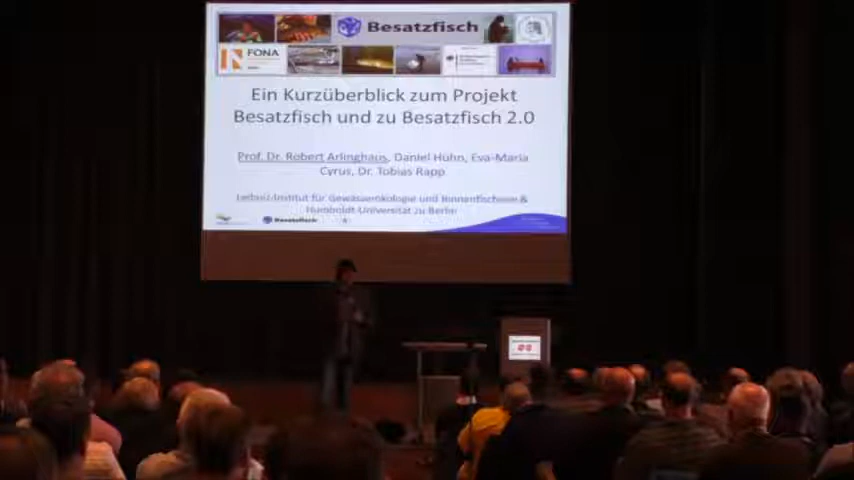 Besatzfisch
FONA
Ein Kurzüberblick zum Projekt
Besatzfisch und zu Besatzfisch 2.0
Prof. Dr. Robert Arlinghaus, Daniel Hühn, Eva-Maria
Cyrus, Dr. Tobias Rapp
Leibniz-Institut für Gewässerökologie und Binnenfischerei &
Humboldt-Universität zu Berlin
Besatzfisch